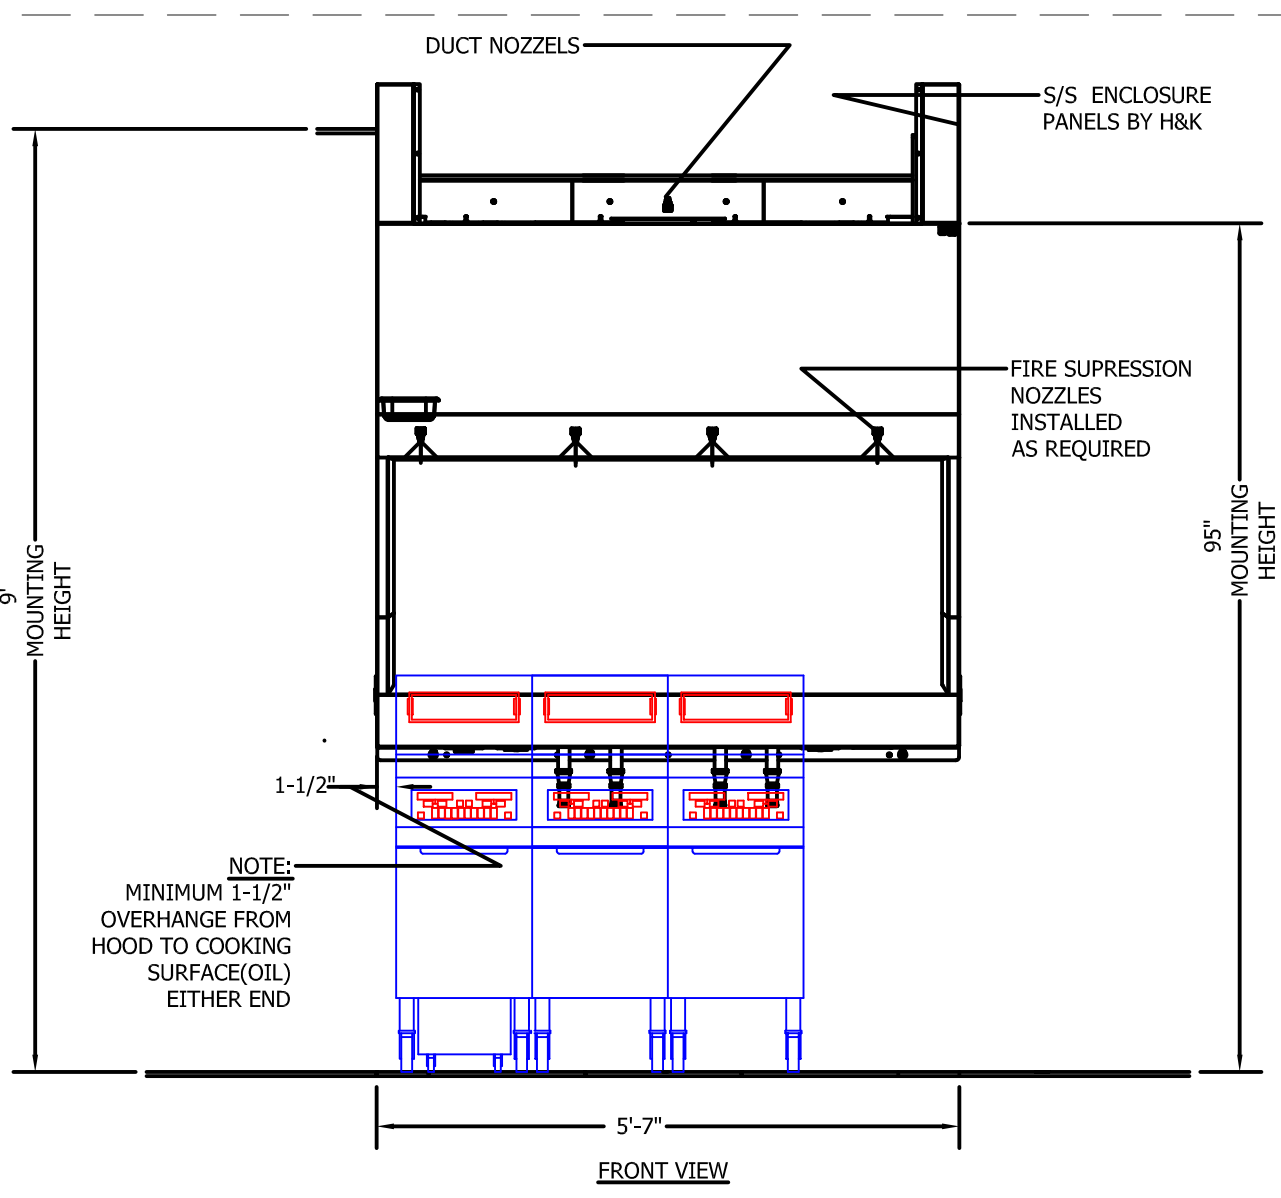 DUCT NOZZELS
S/S ENCLOSURE
PANELS BY H&K
FIRE SUPRESSION
NOZZLES
INSTALLED
AS REQUIRED
9'
MOUNTING
HEIGHT
95"
MOUNTING
HEIGHT
1-1/2"
NOTE:
MINIMUM 1-1/2"
OVERHANGE FROM
HOOD TO COOKING
SURFACE(OIL)
EITHER END
5'-7"
FRONT VIEW